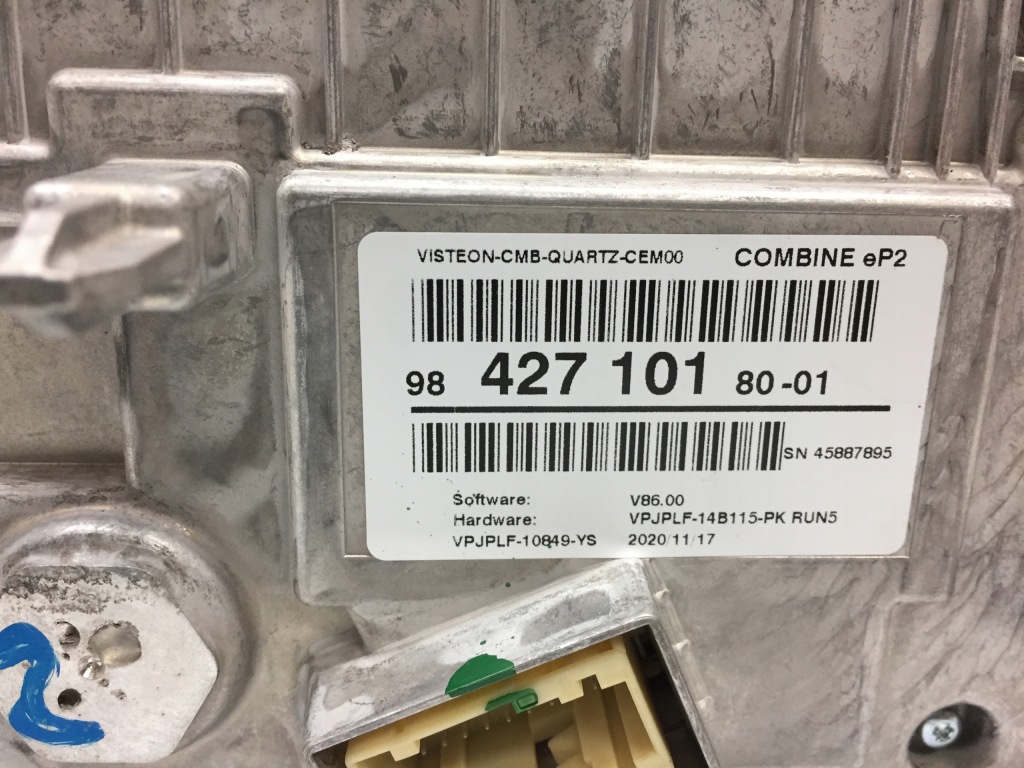 VISTEON-CMB-QUARTZ-CEM00 COMBINE eP2
98 427 101 80-01
SN 45887895
Software: V86.00
Hardware: VPJPLF-14B115-PK RUN5
VPJPLF-10849-YS 2020/11/17
2